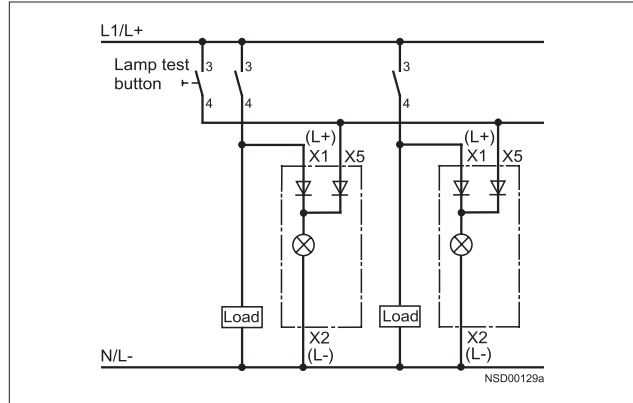 L1/L+
Lamp test
button
3
4
3
4
3
4
(L+)
X1 X5
(L+)
X1 X5
Load
Load
X2
(L-)
X2
(L-)
N/L-
NSD00129a